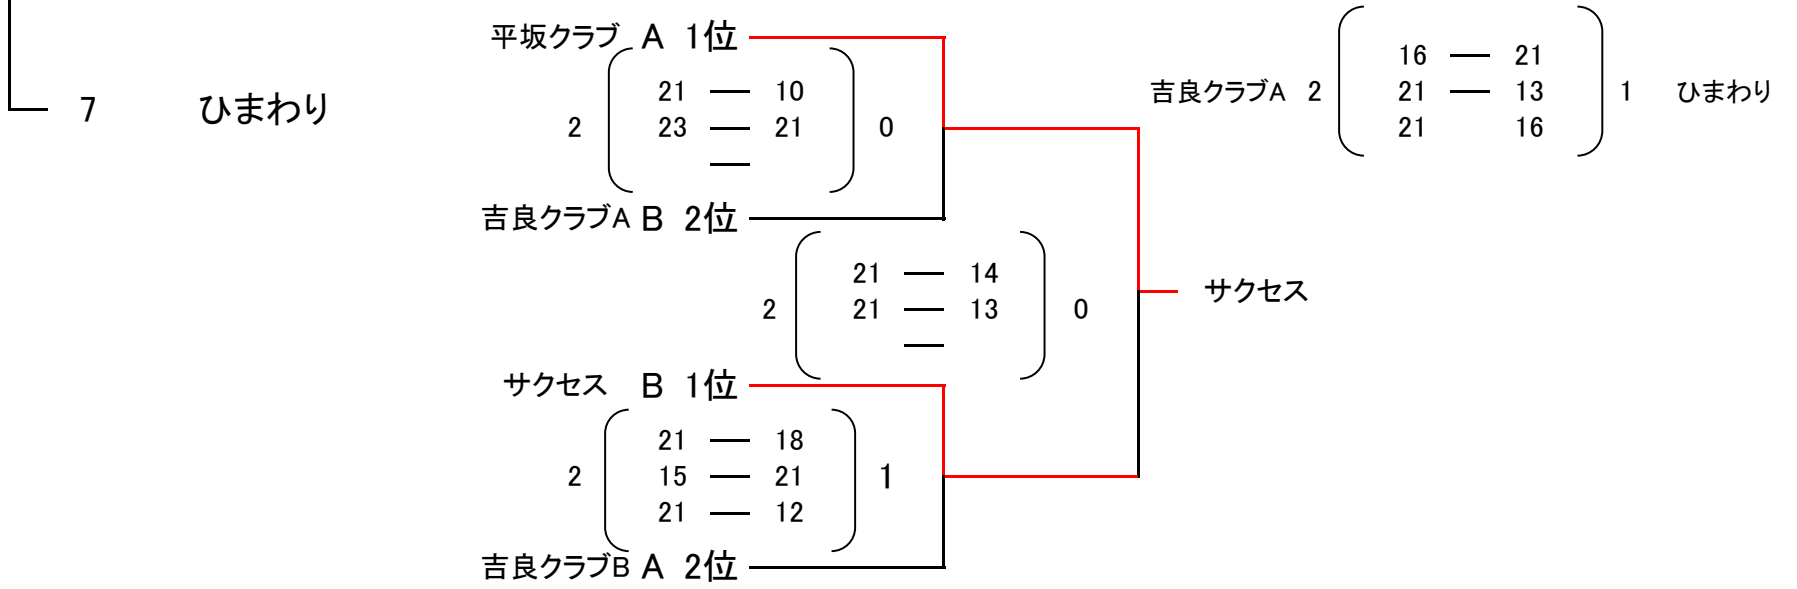 平坂クラブ A 1位
21 — 10
2 23 — 21 0
—
吉良クラブA B 2位
7 ひまわり
16 — 21
吉良クラブA 2 21 — 13 1 ひまわり
21 16
21 — 14
2 21 — 13 0
—
サクセス
サクセス B 1位
21 — 18
2 15 — 21 1
21 — 12
吉良クラブB A 2位